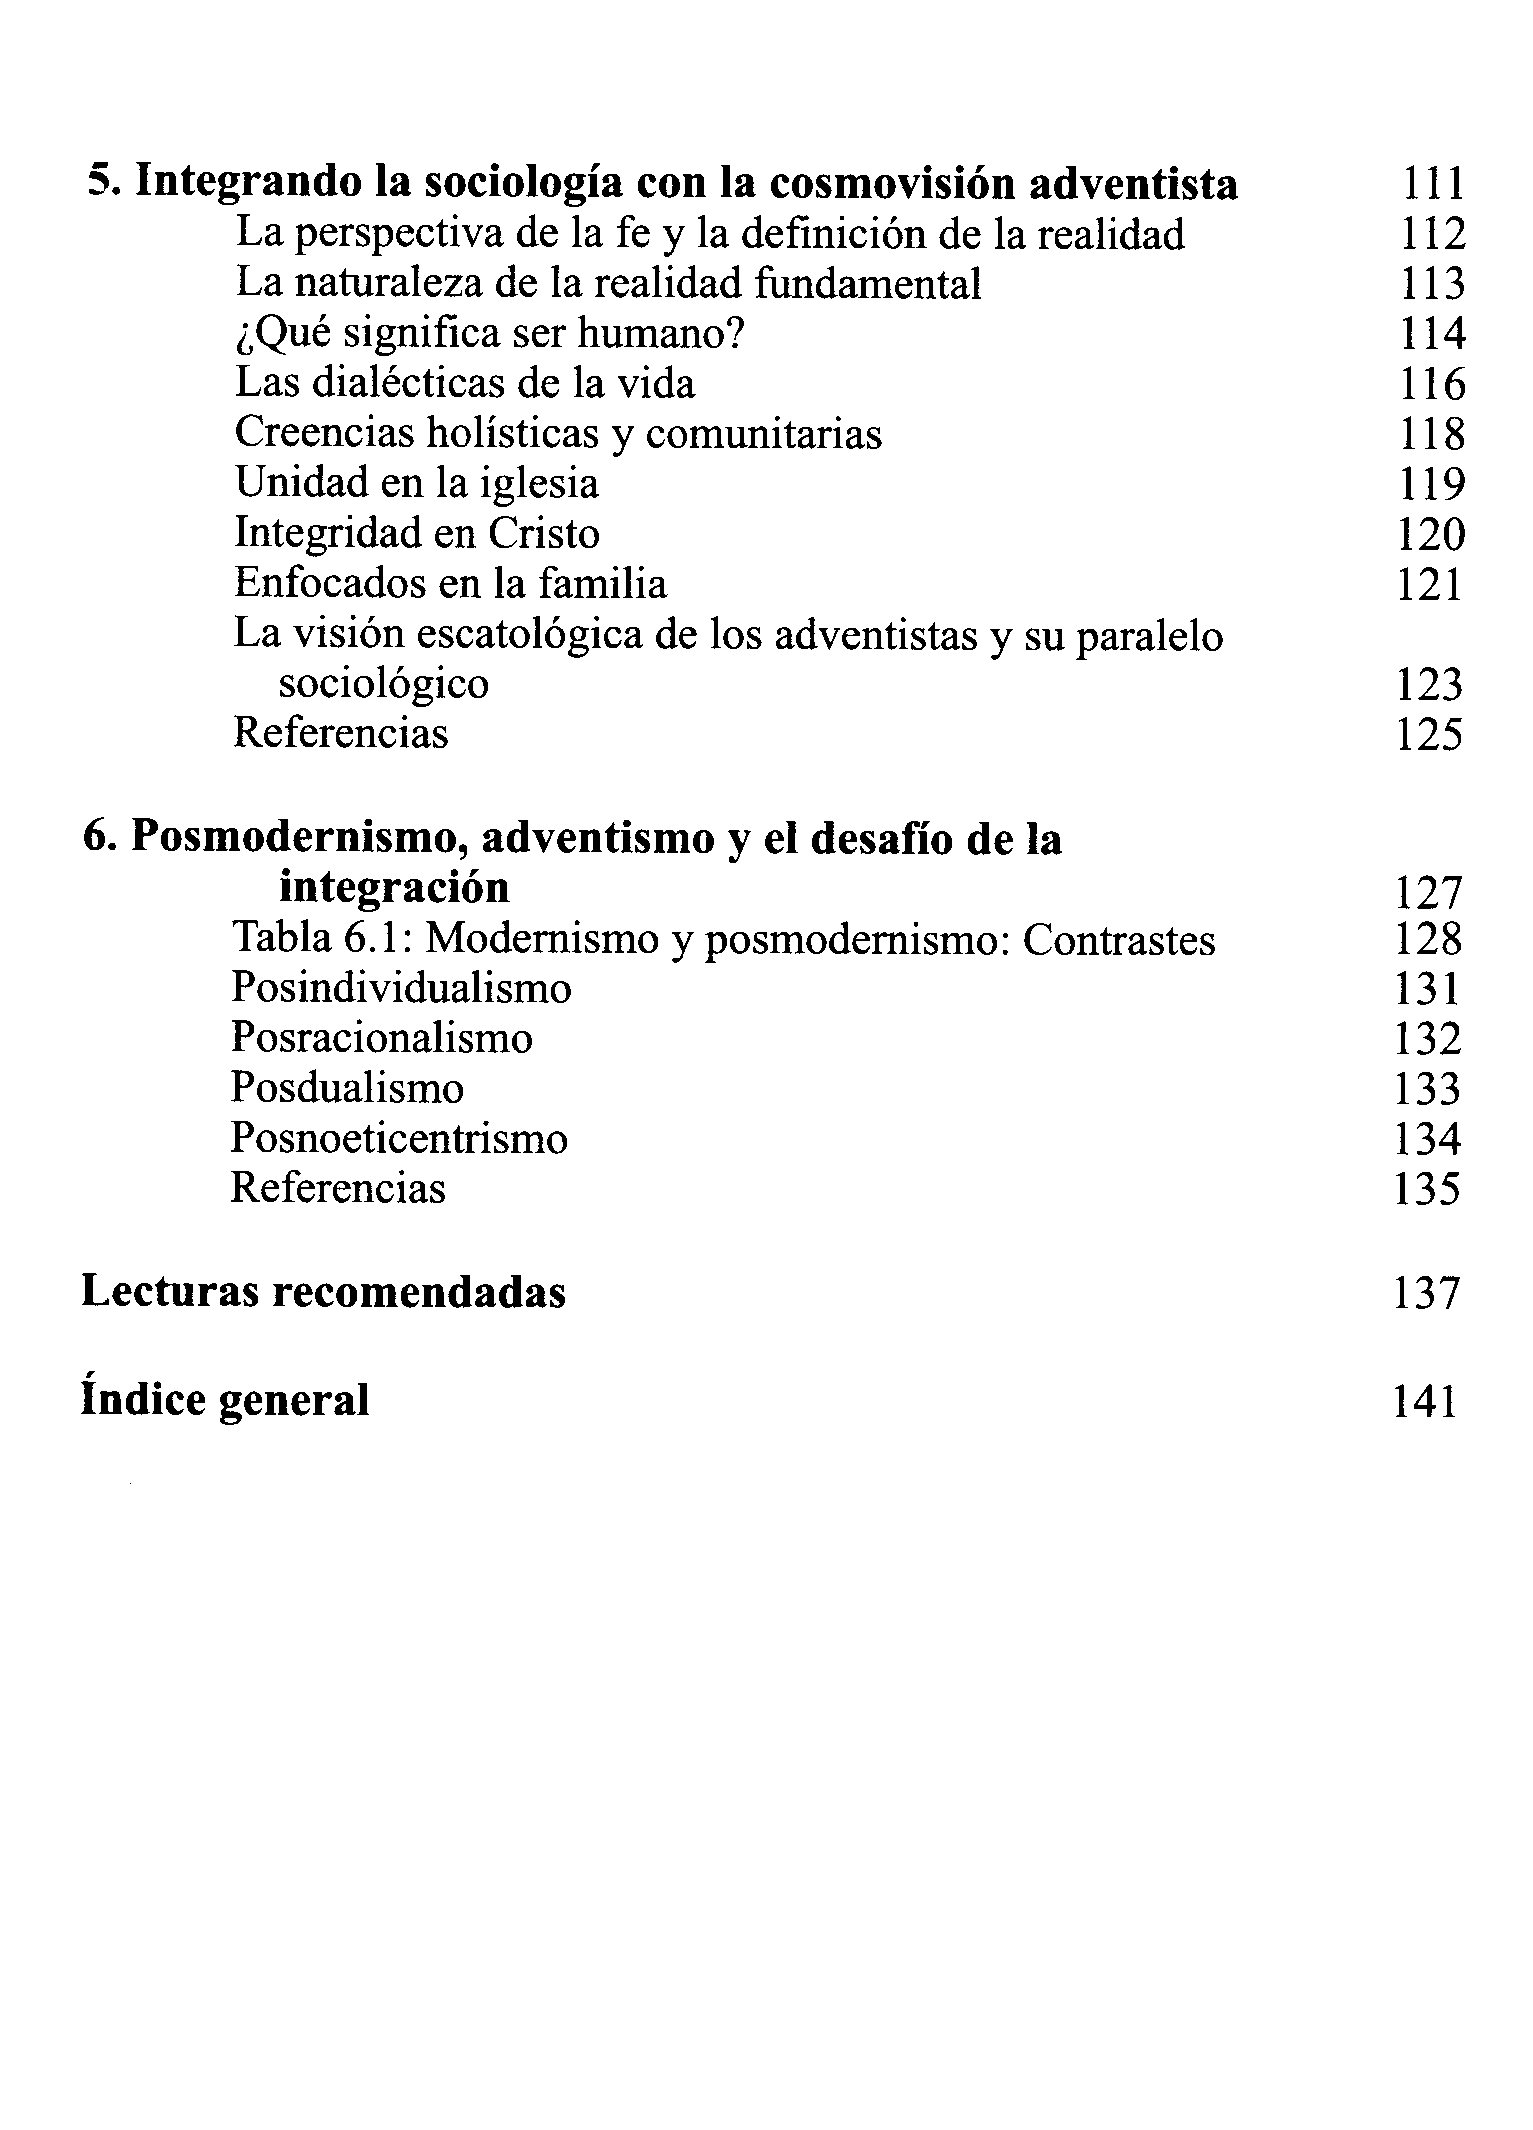 5. Integrando la sociología con la cosmovisión adventista 111
La perspectiva de la fe y la definición de la realidad 112
La naturaleza de la realidad fundamental 113
¿Qué significa ser humano? 114
Las dialécticas de la vida 116
Creencias holísticas y comunitarias 118
Unidad en la iglesia 119
Integridad en Cristo 120
Enfocados en la familia 121
La visión escatológica de los adventistas y su paralelo
sociológico 123
Referencias 125
6. Posmodernismo, adventismo y el desafío de la
integración 127
Tabla 6.1: Modernismo y posmodernismo: Contrastes 128
Posindividualismo 131
Posracionalismo 132
Posdualismo 133
Posnoeticentrismo 134
Referencias 135
Lecturas recomendadas 137
Índice general 141